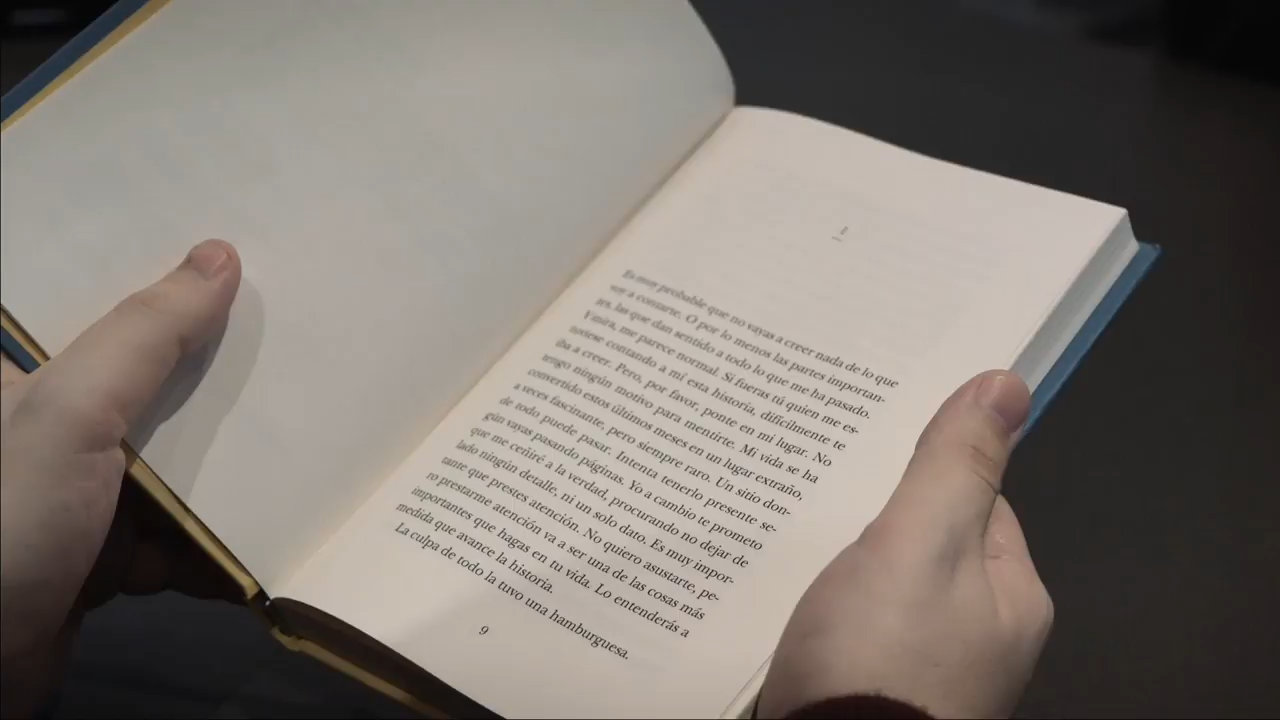 1
Es muy probable que no vayas a creer nada de lo que
voy a contarte. O por lo menos las partes importan-
tes, las que dan sentido a todo lo que me ha pasado.
Y mira, me parece normal. Si fueras tú quien me es-
tuviese contando a mí esta historia, difícilmente te
iba a creer. Pero, por favor, ponte en mi lugar. No
tengo ningún motivo para mentirte. Mi vida se ha
convertido estos últimos meses en un lugar extraño,
a veces fascinante, pero siempre raro. Un sitio don-
de todo puede pasar. Intenta tenerlo presente se-
gún vayas pasando páginas. Yo a cambio te prometo
que me ceñiré a la verdad, procurando no dejar de
lado ningún detalle, ni un solo dato. Es muy impor-
tante que prestes atención. No quiero asustarte, pe-
ro prestarme atención va a ser una de las cosas más
importantes que hagas en tu vida. Lo entenderás a
medida que avance la historia.
La culpa de todo la tuvo una hamburguesa.
9